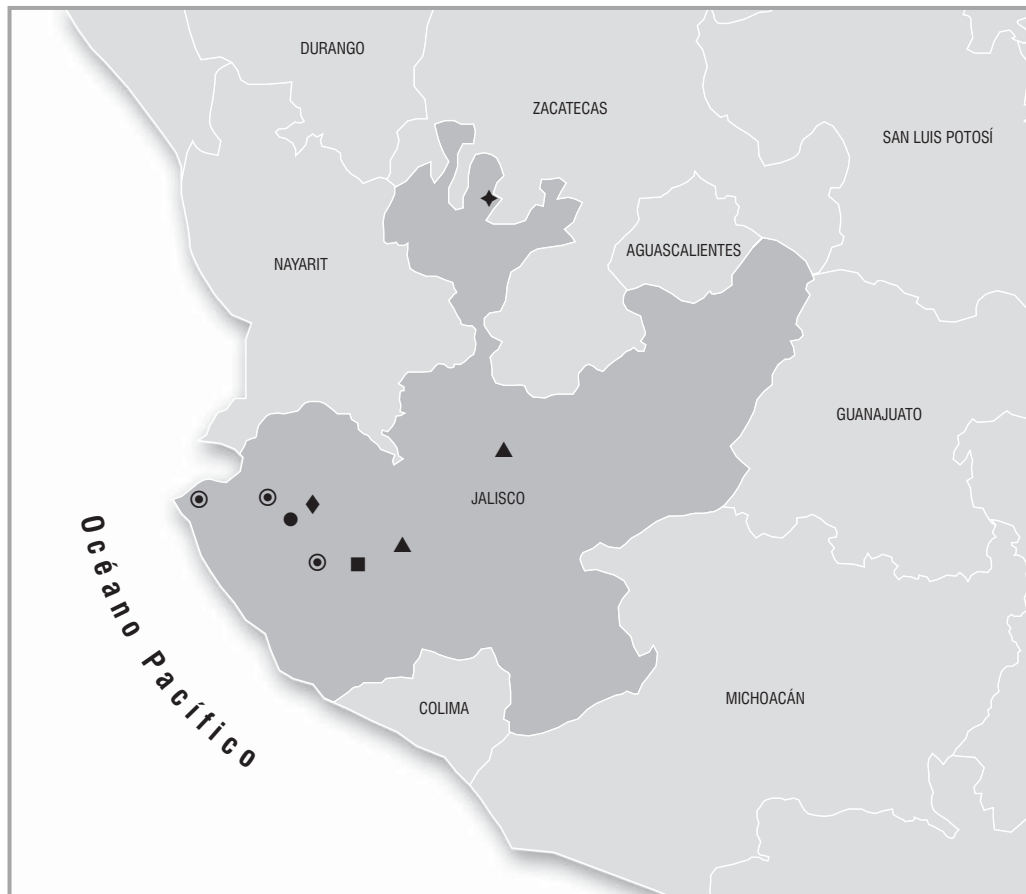 DURANGO
ZACATECAS
SAN LUIS POTOSÍ
AGUASCALIENTES
NAYARIT
GUANAJUATO
JALISCO
Océano Pacífico
MICHOACÁN
COLIMA